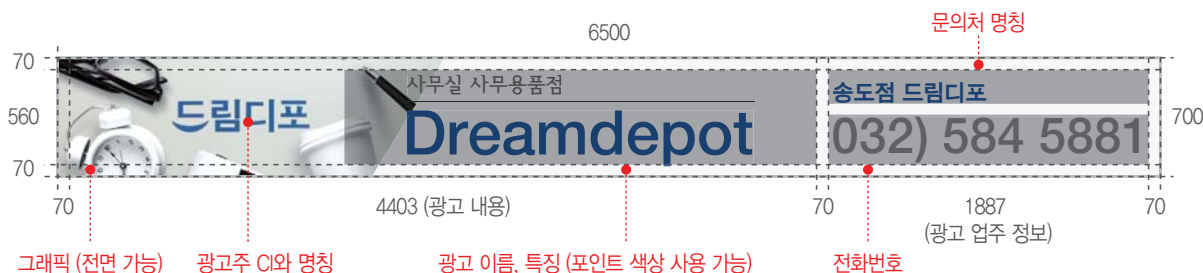 6500
문의처 명칭
70
560
70
700
드림디포
사무실 사무용품점
Dreamdepot
송도점 드림디포
032) 584 5881
70
4403 (광고 내용)
70
1887
(광고 업주 정보)
70
그래픽 (전면 가능)
광고주 CI와 명칭
광고 이름, 특징 (포인트 색상 사용 가능)
전화번호